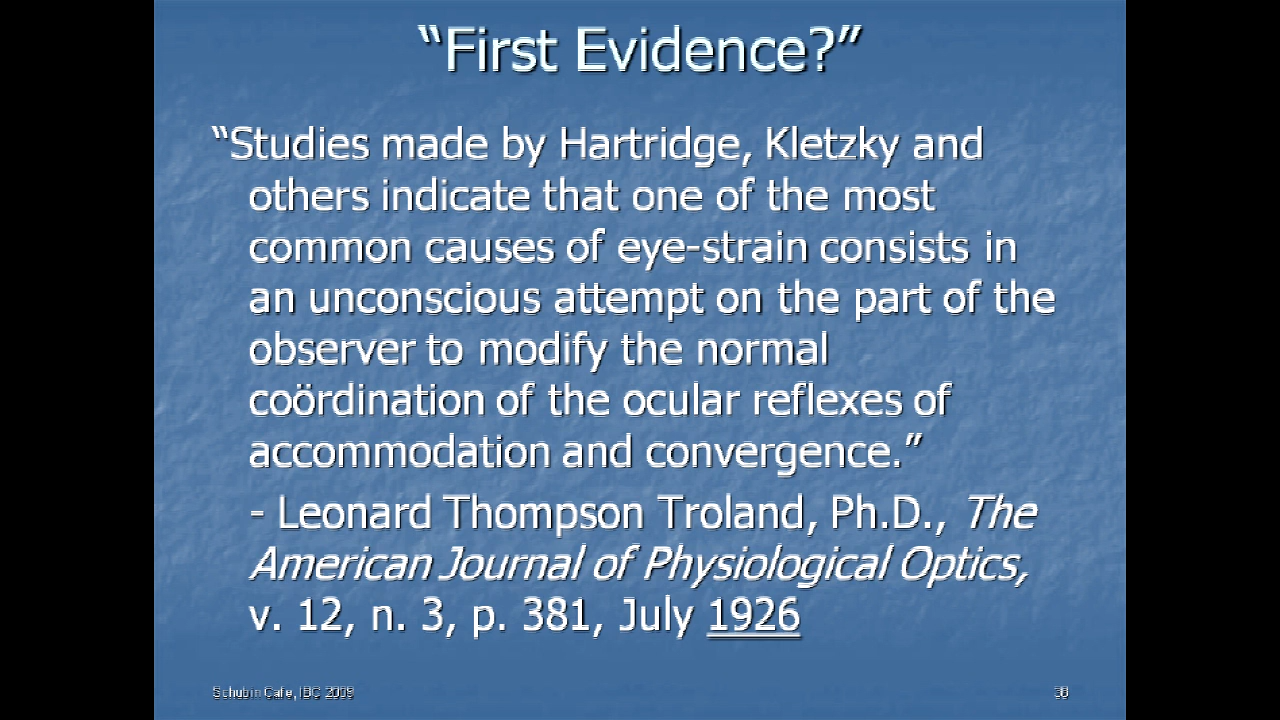 “First Evidence?”
“Studies made by Hartridge, Kletzky and
others indicate that one of the most
common causes of eye-strain consists in
an unconscious attempt on the part of the
observer to modify the normal
coördination of the ocular reflexes of
accommodation and convergence.”
- Leonard Thompson Troland, Ph.D., The
American Journal of Physiological Optics,
v. 12, n. 3, p. 381, July 1926
Schubin Cafe, IBC 2009
38